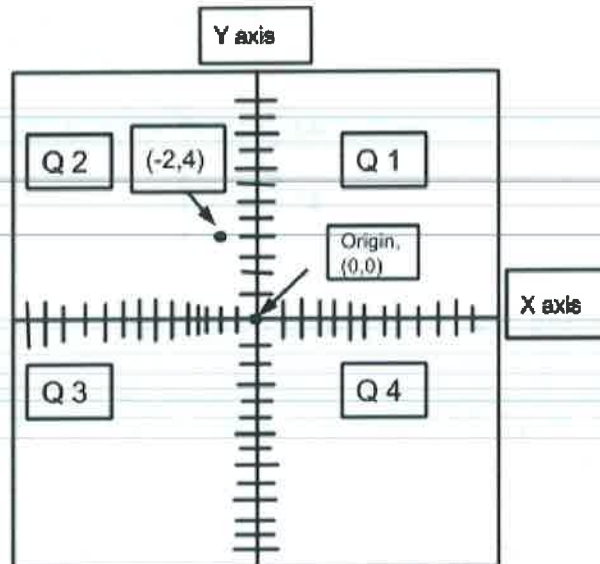 Y axis
Q 2
(-2,4)
Q 1
Origin,
(0,0)
X axis
Q 3
Q 4